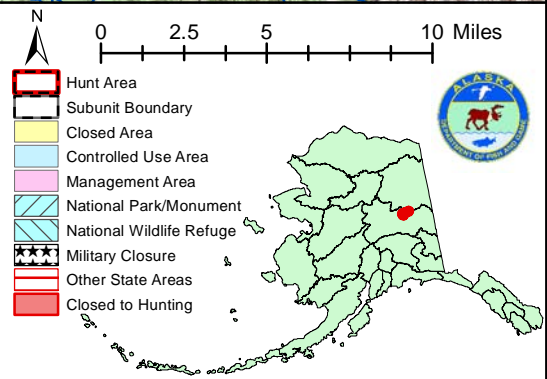 N
0 2.5 5 10 Miles
Hunt Area
Subunit Boundary
Closed Area
Controlled Use Area
Management Area
National Park/Monument
National Wildlife Refuge
Military Closure
Other State Areas
Closed to Hunting
ALASKA
DEPARTMENT OF FISH AND GAME